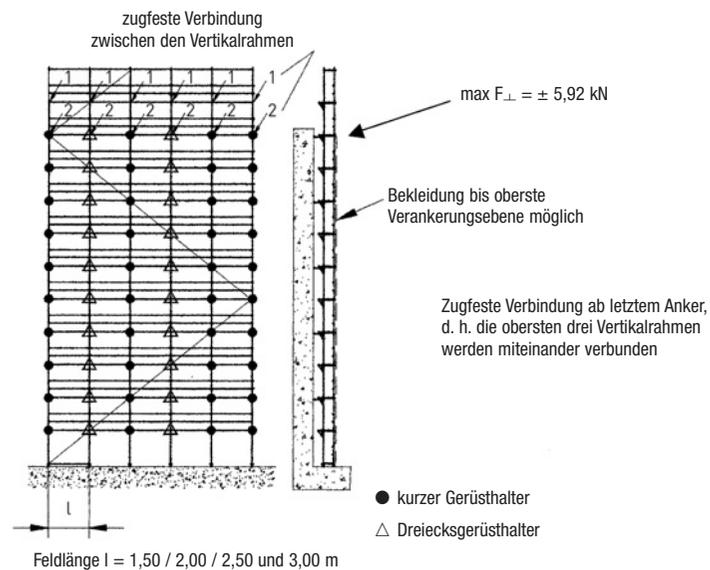 zugfeste Verbindung
zwischen den Vertikalrahmen
1 1 1 1 1 1
2 2 2 2 2 2
max F⊥ = ± 5,92 kN
Bekleidung bis oberste
Verankerungsebene möglich
Zugfeste Verbindung ab letztem Anker,
d. h. die obersten drei Vertikalrahmen
werden miteinander verbunden
kurzer Gerüsthalter
Dreiecksgerüsthalter
l
Feldlänge l = 1,50 / 2,00 / 2,50 und 3,00 m